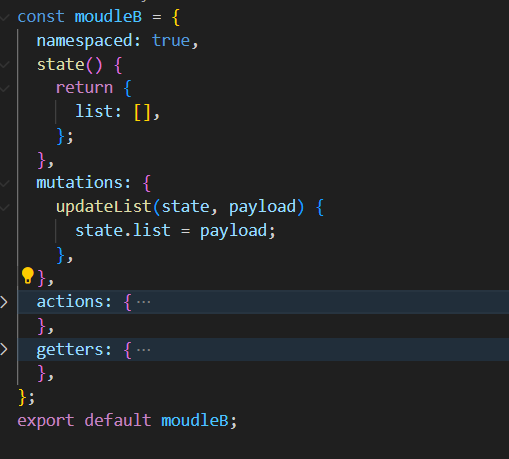 const moudleB = {
  namespaced: true,
  state() {
    return {
      list: [],
    };
  },
  mutations: {
    updateList(state, payload) {
      state.list = payload;
    },
  },
  actions: { ···
  },
  getters: { ···
  },
};
export default moudleB;